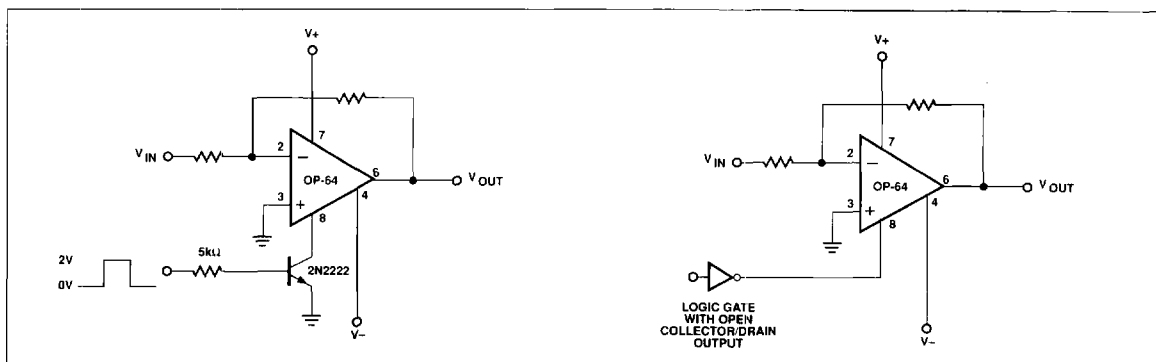 V+
7
2
−
V IN
OP-64
6
V OUT
3
+
4
8
5kΩ
2V
0V
2N2222
V−
V+
7
2
−
V IN
OP-64
6
V OUT
3
+
4
8
LOGIC GATE
WITH OPEN
COLLECTOR/DRAIN
OUTPUT
V−